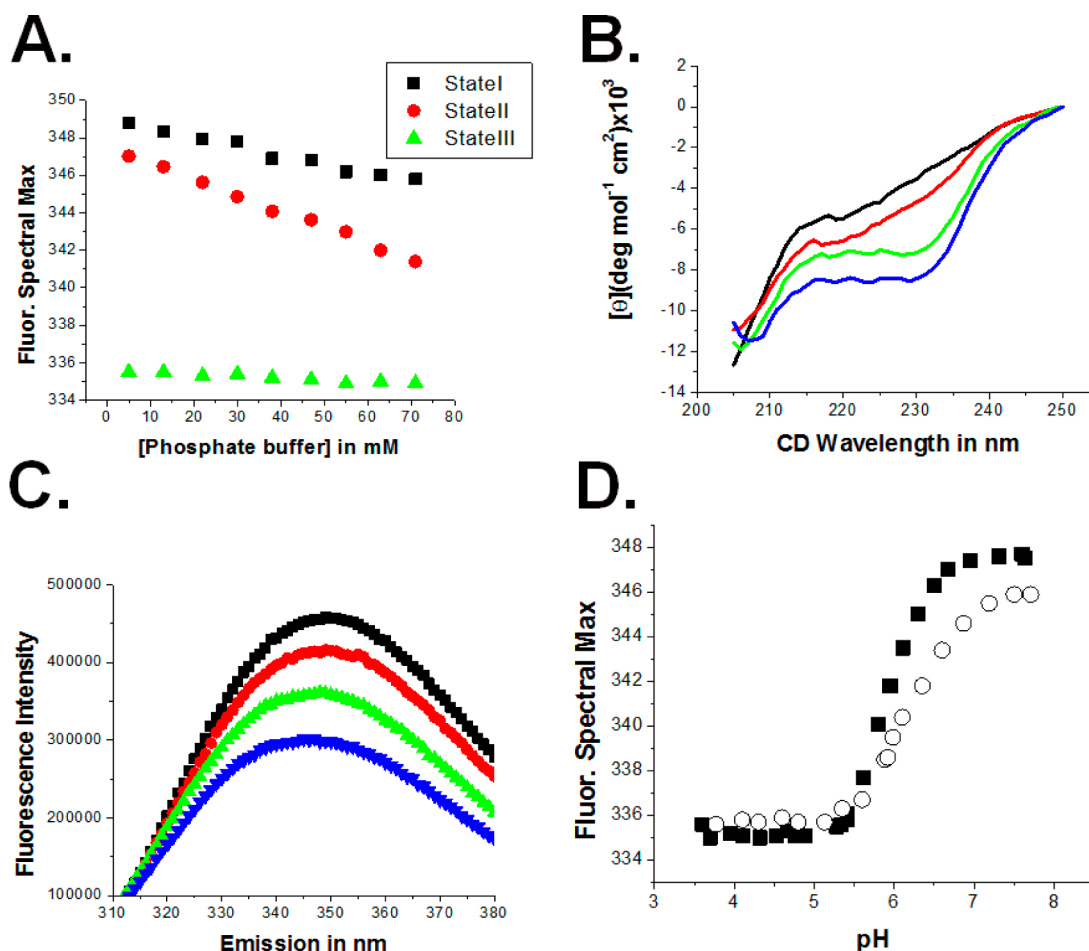 A.
StateI
StateII
StateIII
350
348
346
344
342
340
338
336
334
Fluor. Spectral Max
0 10 20 30 40 50 60 70 80
[Phosphate buffer] in mM
B.
2
0
-2
-4
-6
-8
-10
-12
-14
[θ](deg mol⁻¹ cm²)x10³
200 210 220 230 240 250
CD Wavelength in nm
C.
500000
400000
300000
200000
100000
Fluorescence Intensity
310 320 330 340 350 360 370 380
Emission in nm
D.
348
346
344
342
340
338
336
334
Fluor. Spectral Max
3 4 5 6 7 8
pH